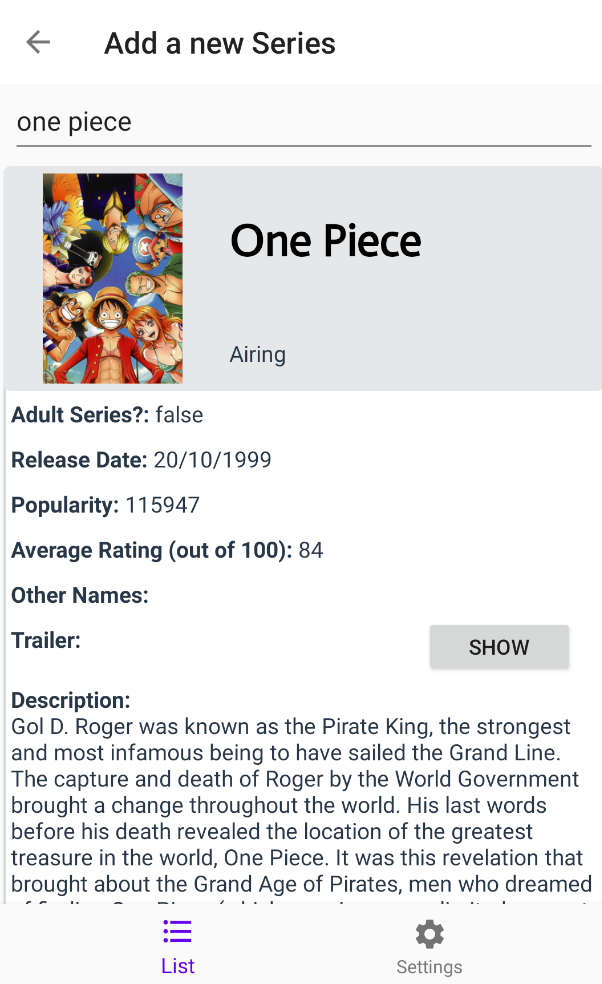 Add a new Series
one piece
One Piece
Airing
Adult Series?: false
Release Date: 20/10/1999
Popularity: 115947
Average Rating (out of 100): 84
Other Names:
Trailer:
SHOW
Description:
Gol D. Roger was known as the Pirate King, the strongest
and most infamous being to have sailed the Grand Line.
The capture and death of Roger by the World Government
brought a change throughout the world. His last words
before his death revealed the location of the greatest
treasure in the world, One Piece. It was this revelation that
brought about the Grand Age of Pirates, men who dreamed
List
Settings